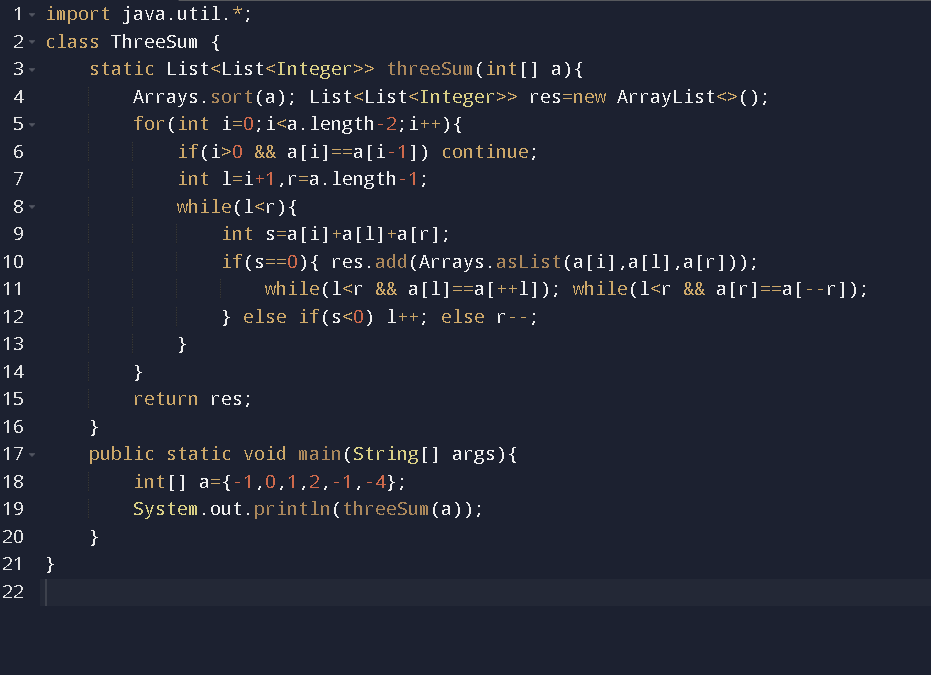 1 import java.util.*;
2 class ThreeSum {
3     static List<List<Integer>> threeSum(int[] a){
4         Arrays.sort(a); List<List<Integer>> res=new ArrayList<>();
5         for(int i=0;i<a.length-2;i++){
6             if(i>0 && a[i]==a[i-1]) continue;
7             int l=i+1,r=a.length-1;
8             while(l<r){
9                 int s=a[i]+a[l]+a[r];
10                 if(s==0){ res.add(Arrays.asList(a[i],a[l],a[r]));
11                     while(l<r && a[l]==a[++l]); while(l<r && a[r]==a[--r]);
12                 } else if(s<0) l++; else r--;
13             }
14         }
15         return res;
16     }
17     public static void main(String[] args){
18         int[] a={-1,0,1,2,-1,-4};
19         System.out.println(threeSum(a));
20     }
21 }
22